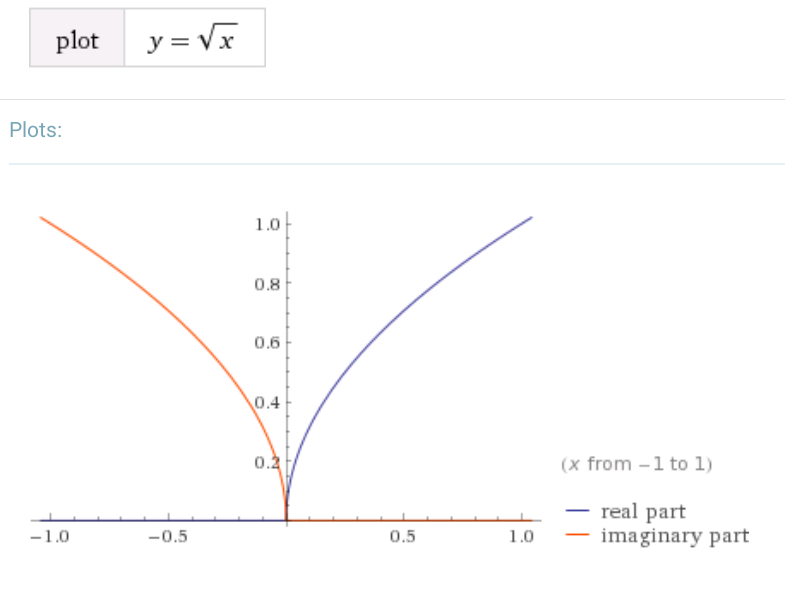 plot y = √x
Plots:
1.0
0.8
0.6
0.4
0.2
−1.0 −0.5 0.5 1.0
(x from −1 to 1)
real part
imaginary part